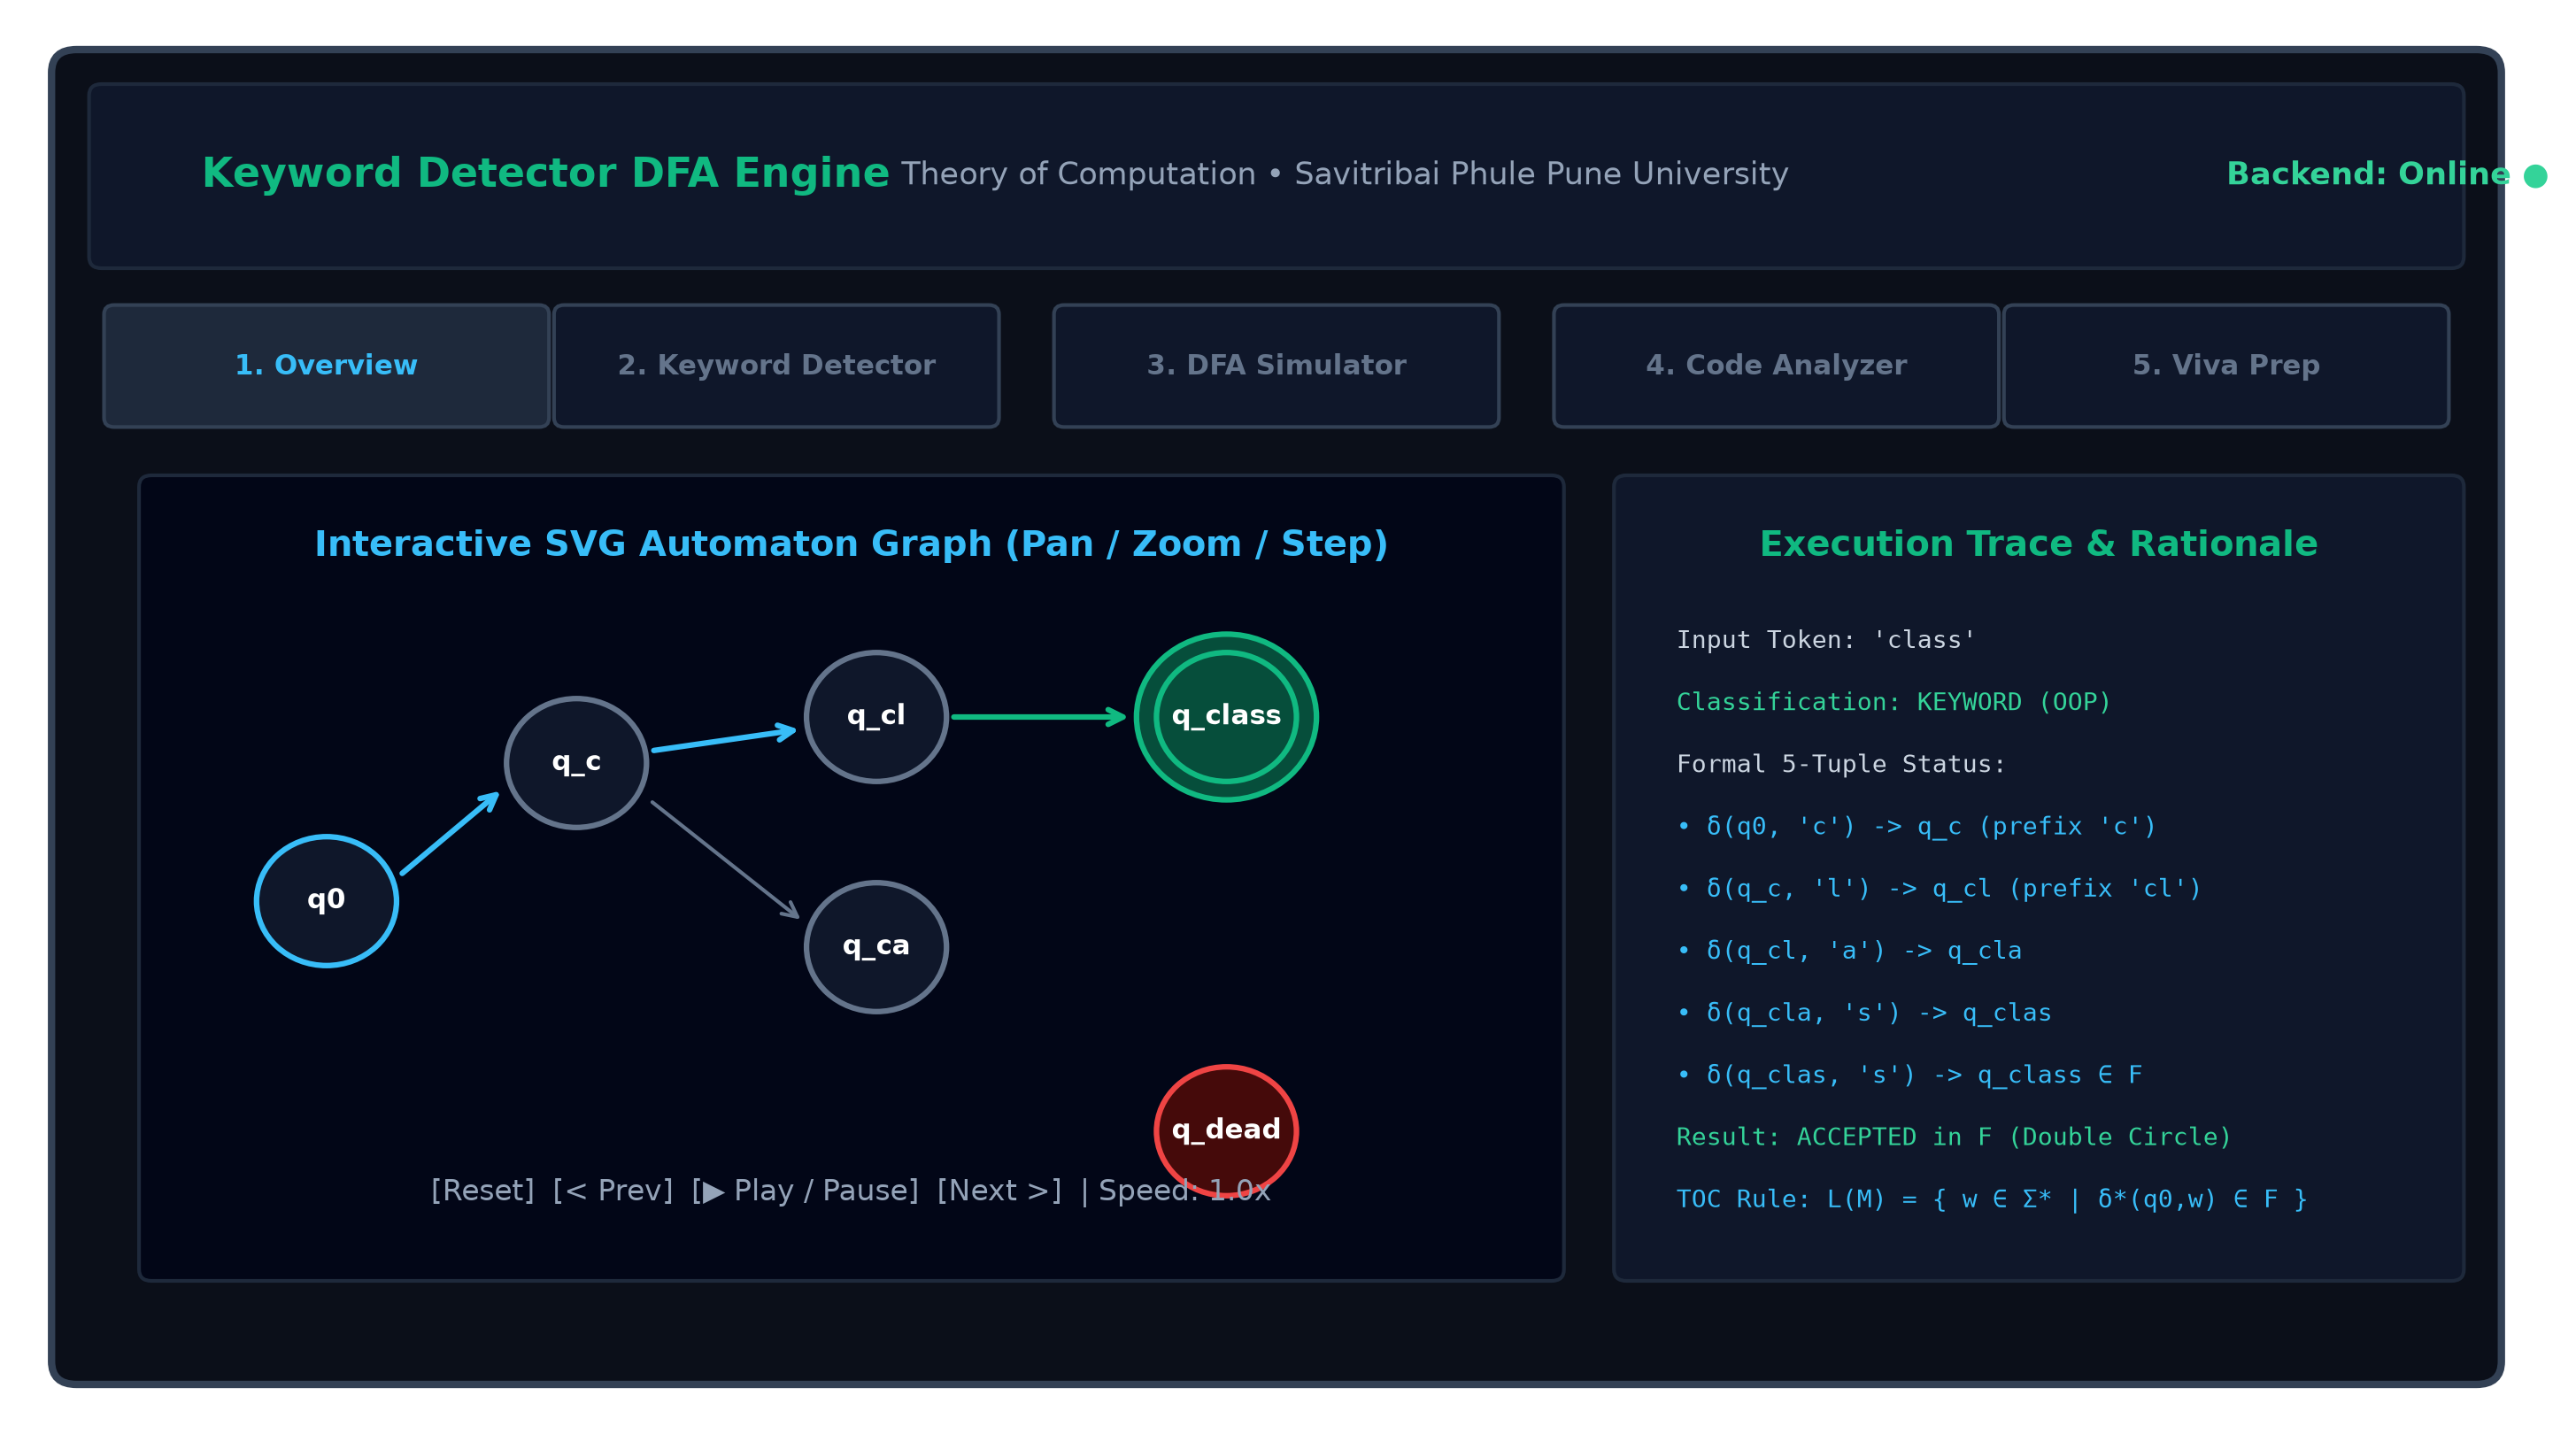 Keyword Detector DFA Engine Theory of Computation • Savitribai Phule Pune University Backend: Online ●
1. Overview
2. Keyword Detector
3. DFA Simulator
4. Code Analyzer
5. Viva Prep
Interactive SVG Automaton Graph (Pan / Zoom / Step)
q0
q_c
q_cl
q_class
q_ca
q_dead
[Reset] [< Prev] [▶ Play / Pause] [Next >] | Speed: 1.0x
Execution Trace & Rationale
Input Token: 'class'
Classification: KEYWORD (OOP)
Formal 5-Tuple Status:
• δ(q0, 'c') -> q_c (prefix 'c')
• δ(q_c, 'l') -> q_cl (prefix 'cl')
• δ(q_cl, 'a') -> q_cla
• δ(q_cla, 's') -> q_clas
• δ(q_clas, 's') -> q_class ∈ F
Result: ACCEPTED in F (Double Circle)
TOC Rule: L(M) = { w ∈ Σ* | δ*(q0,w) ∈ F }